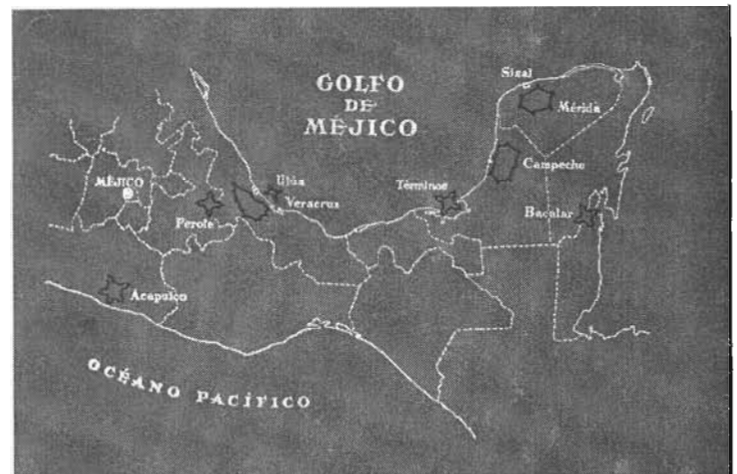 GOLFO
DE
MÉJICO
Sisal
Mérida
Campeche
Términos
Bacalar
Ulúa
Veracruz
MÉJICO
Perote
Acapulco
OCÉANO PACÍFICO